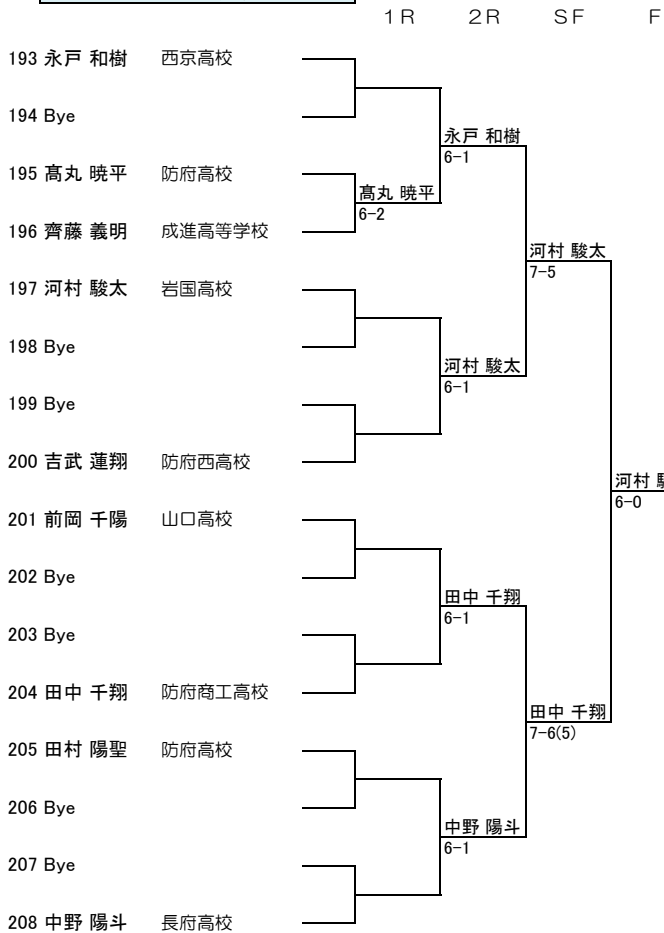 1R 2R SF F
193 永戸 和樹 西京高校
194 Bye
永戸 和樹
6-1
195 髙丸 暁平 防府高校
髙丸 暁平
6-2
196 齊藤 義明 成進高等学校
河村 駿太
7-5
197 河村 駿太 岩国高校
198 Bye
河村 駿太
6-1
199 Bye
200 吉武 蓮翔 防府西高校
河村
6-0
201 前岡 千陽 山口高校
202 Bye
田中 千翔
6-1
203 Bye
204 田中 千翔 防府商工高校
田中 千翔
7-6(5)
205 田村 陽聖 防府高校
206 Bye
中野 陽斗
6-1
207 Bye
208 中野 陽斗 長府高校